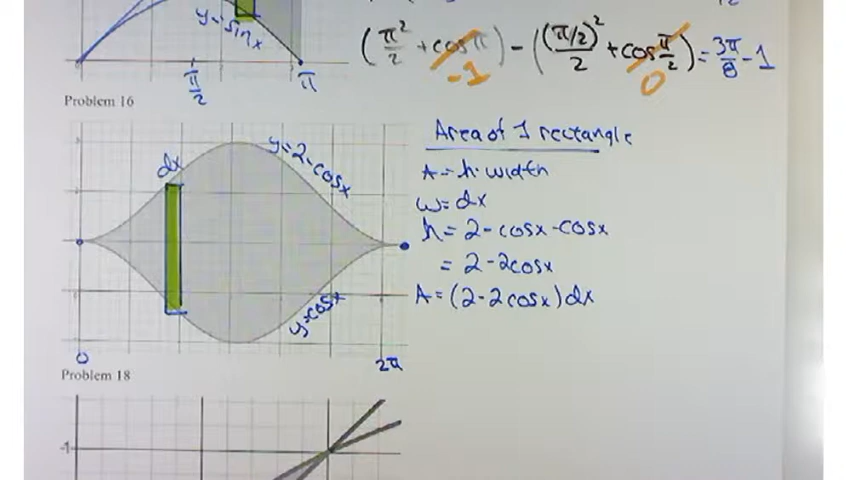 y=sinx
π/2
π
(π²/2 + cosπ) - ((π/2)²/2 + cos π/2) = 3π/8 - 1
-1
0
Problem 16
Area of 1 rectangle
dx
y=2-cosx
A=h·width
w=dx
h=2-cosx-cosx
=2-2cosx
A=(2-2cosx)dx
y=cosx
0
2π
Problem 18
-1